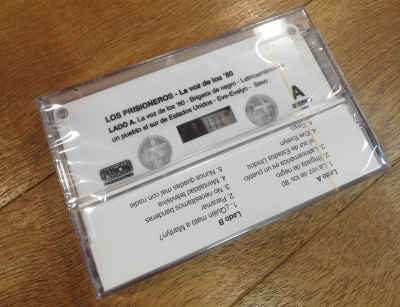 LOS PRISIONEROS - La voz de los '80
LADO A. La voz de los '80 - Brigada de negro - Latinoamérica
un pueblo al sur de Estados Unidos - Eve-Evelyn - Sexo
A
Lado A
1. La voz de los '80
2. Brigada de negro
3. Latinoamerica es un pueblo
al sur de Estados Unidos
4. Eve Evelyn
5. Sexo
Lado B
1. ¿Quién mató a Marilyn?
2. Paramar
3. No necesitamos banderas
4. Mentalidad televisiva
5. Nunca quedas mal con nadie